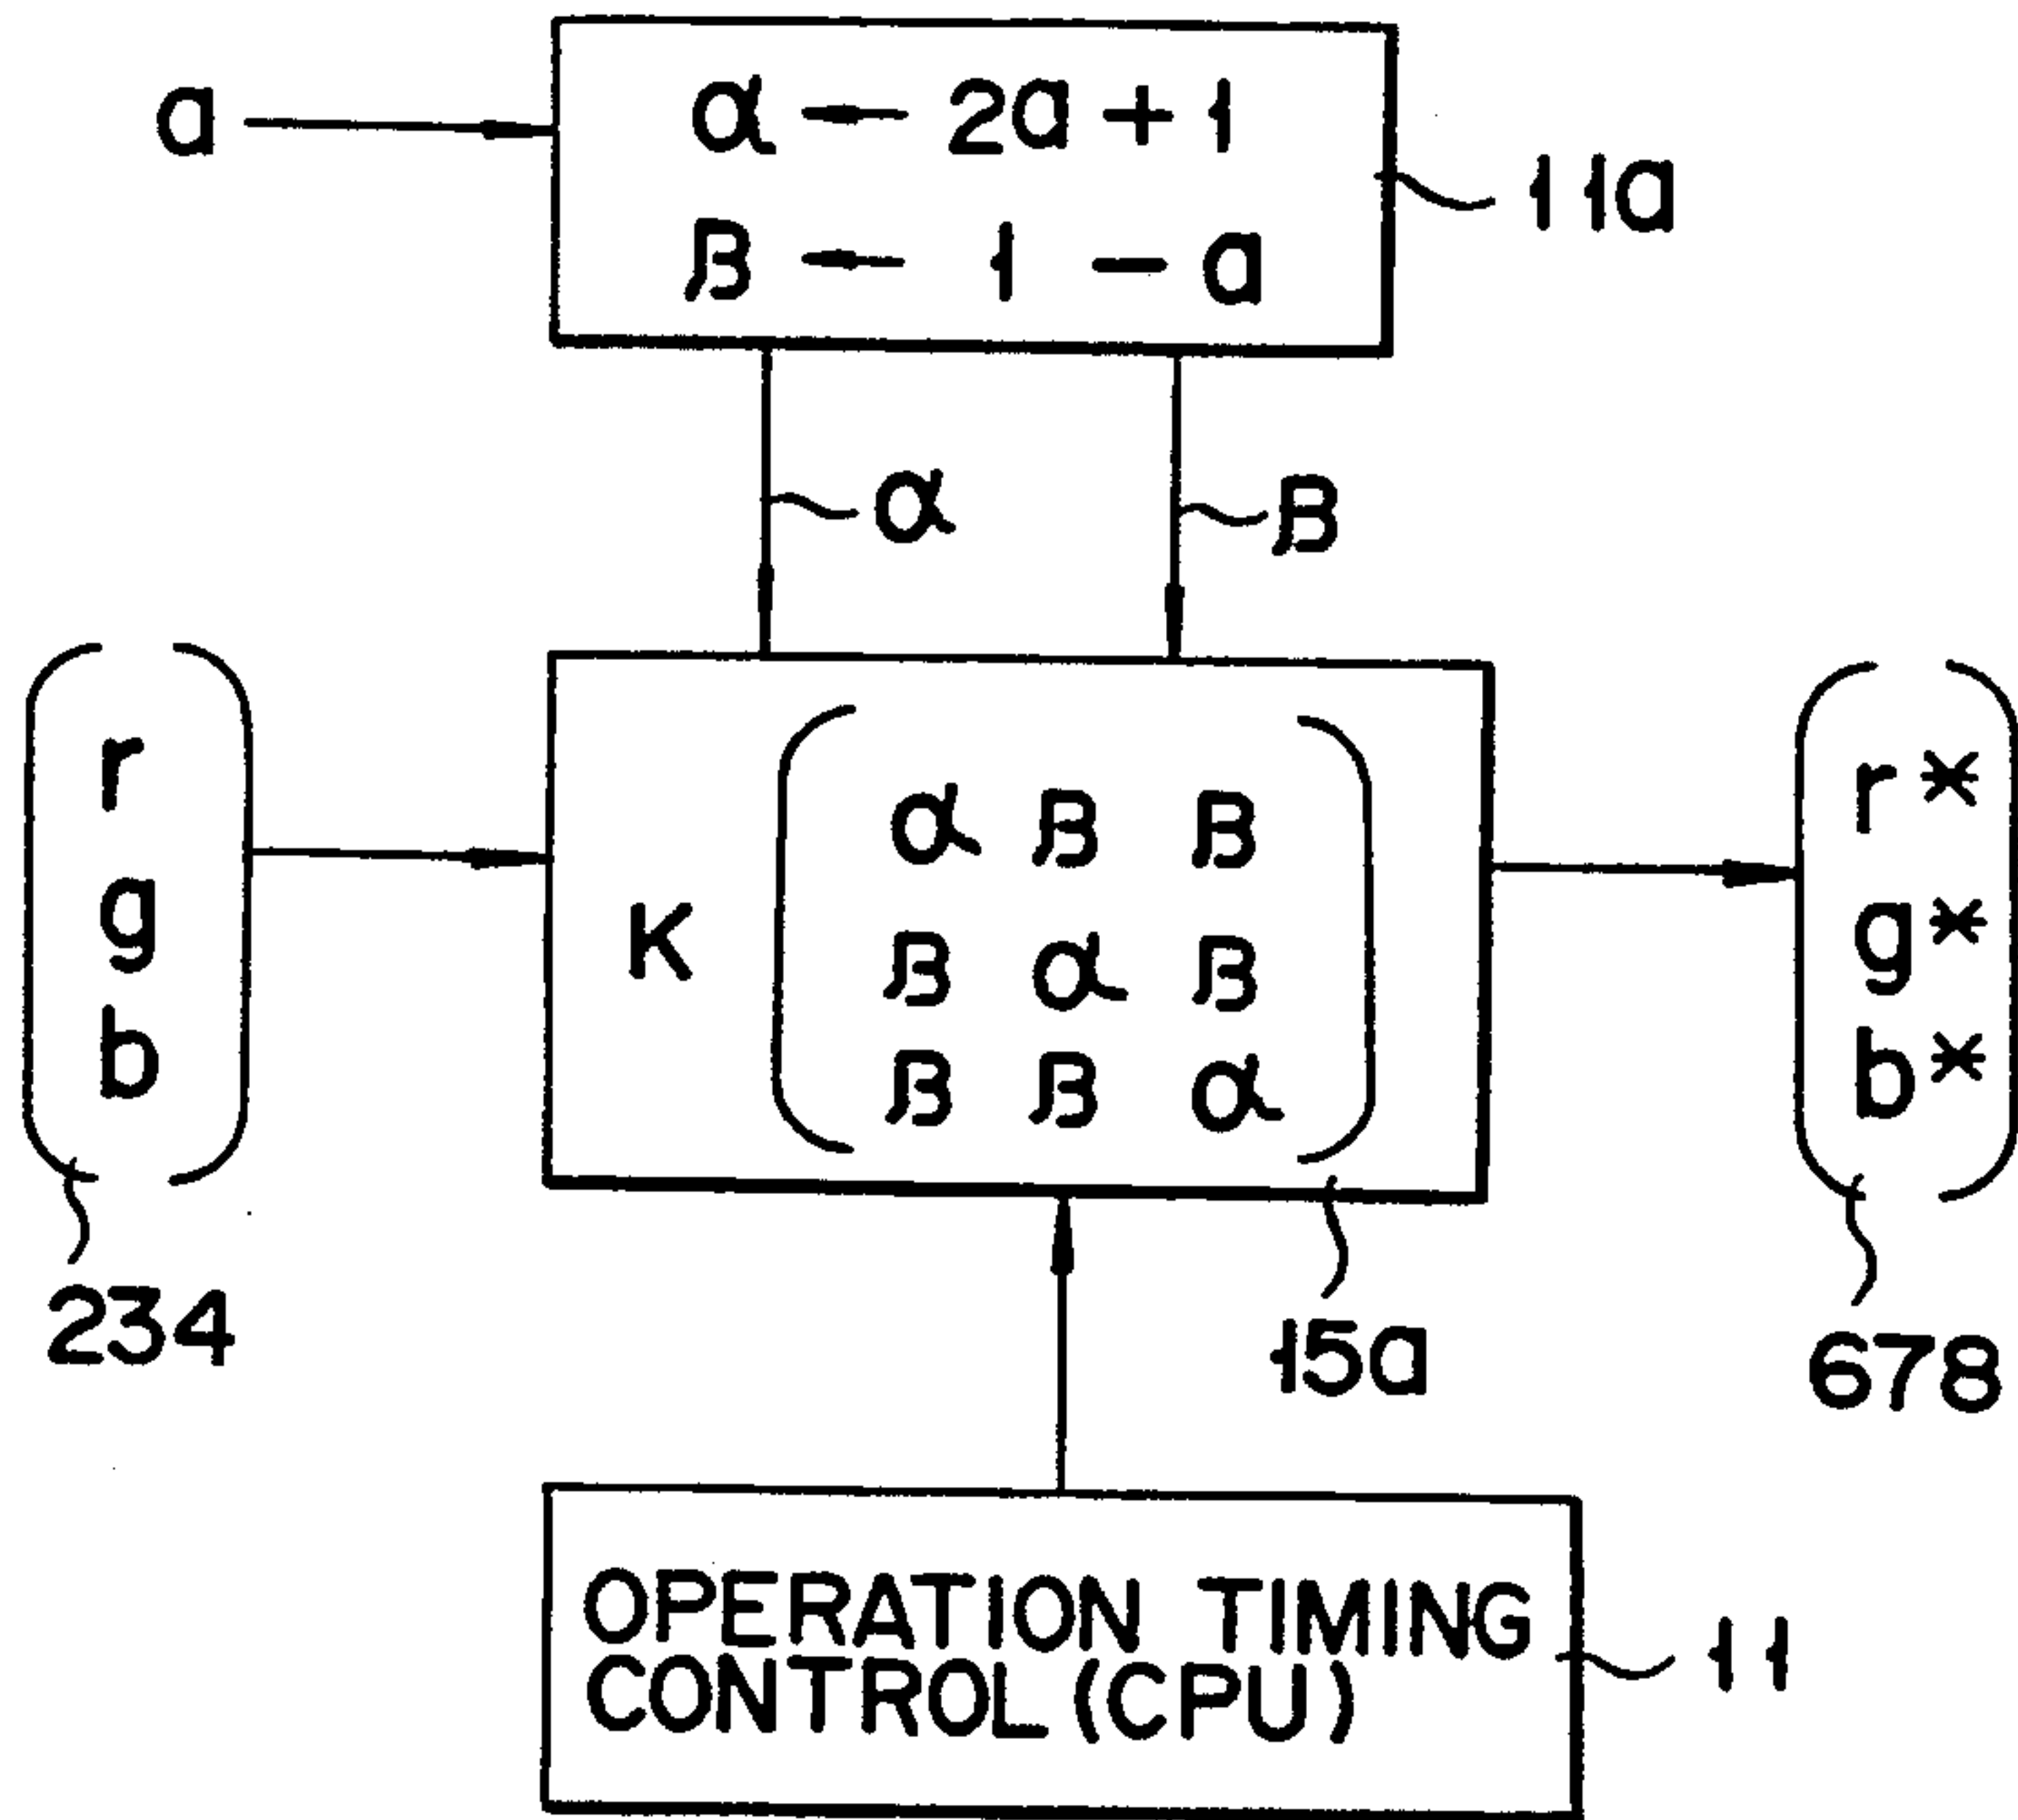 a
α ← 2a + 1
β ← 1 - a
11a
α
β
r
g
b
K
α β β
β α β
β β α
r*
g*
b*
234
15a
678
OPERATION TIMING
CONTROL (CPU)
11